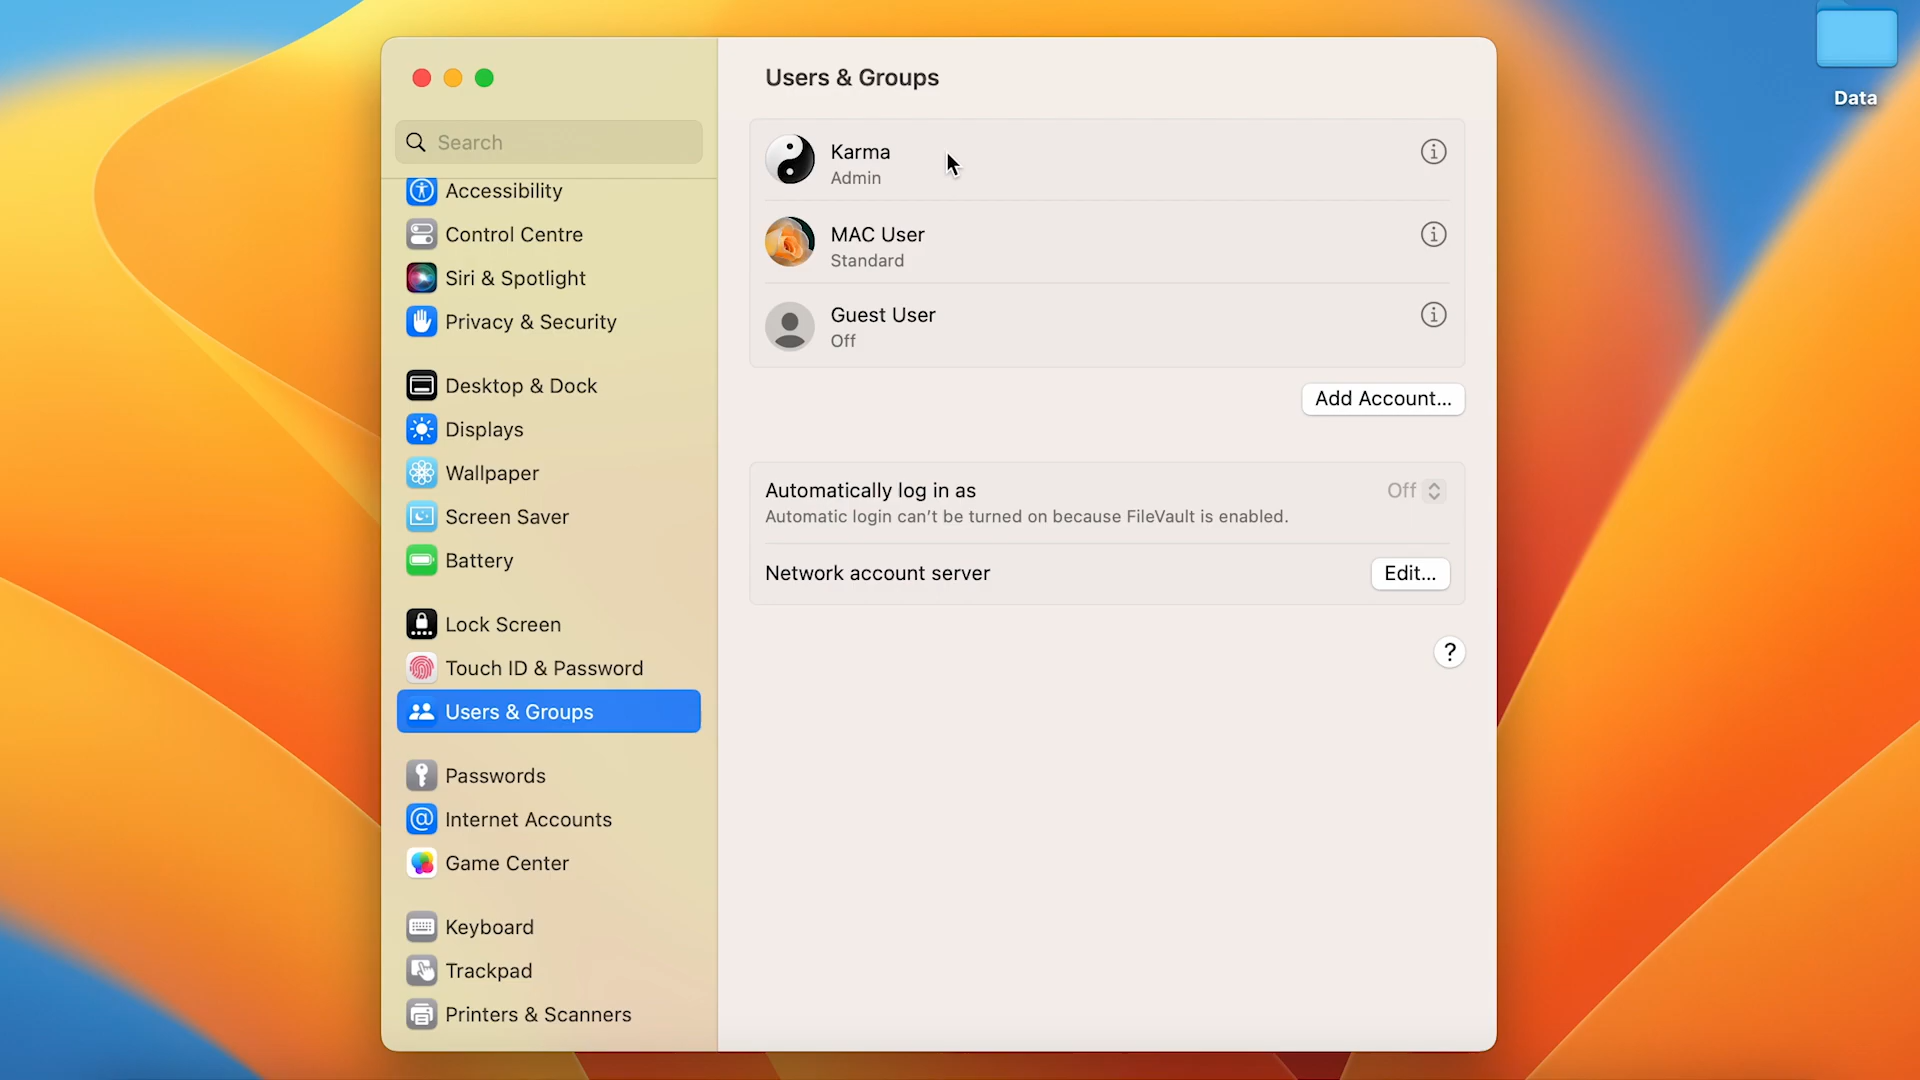 Data
Search
Accessibility
Control Centre
Siri & Spotlight
Privacy & Security
Desktop & Dock
Displays
Wallpaper
Screen Saver
Battery
Lock Screen
Touch ID & Password
Users & Groups
Passwords
Internet Accounts
Game Center
Keyboard
Trackpad
Printers & Scanners
Users & Groups
Karma
Admin
MAC User
Standard
Guest User
Off
Add Account...
Automatically log in as
Off
Automatic login can't be turned on because FileVault is enabled.
Network account server
Edit...
?